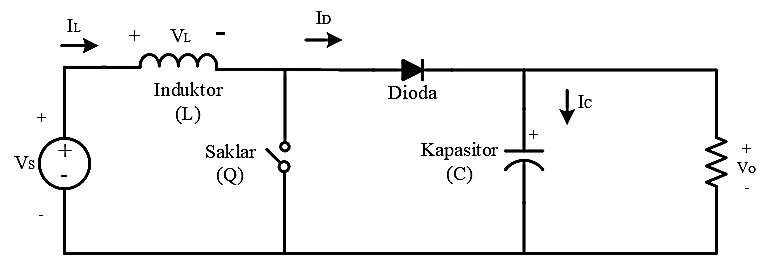 IL
+ VL -
ID
Induktor
(L)
Dioda
IC
+
Vs
+
-
-
Saklar
(Q)
Kapasitor
(C)
+
+
Vo
-